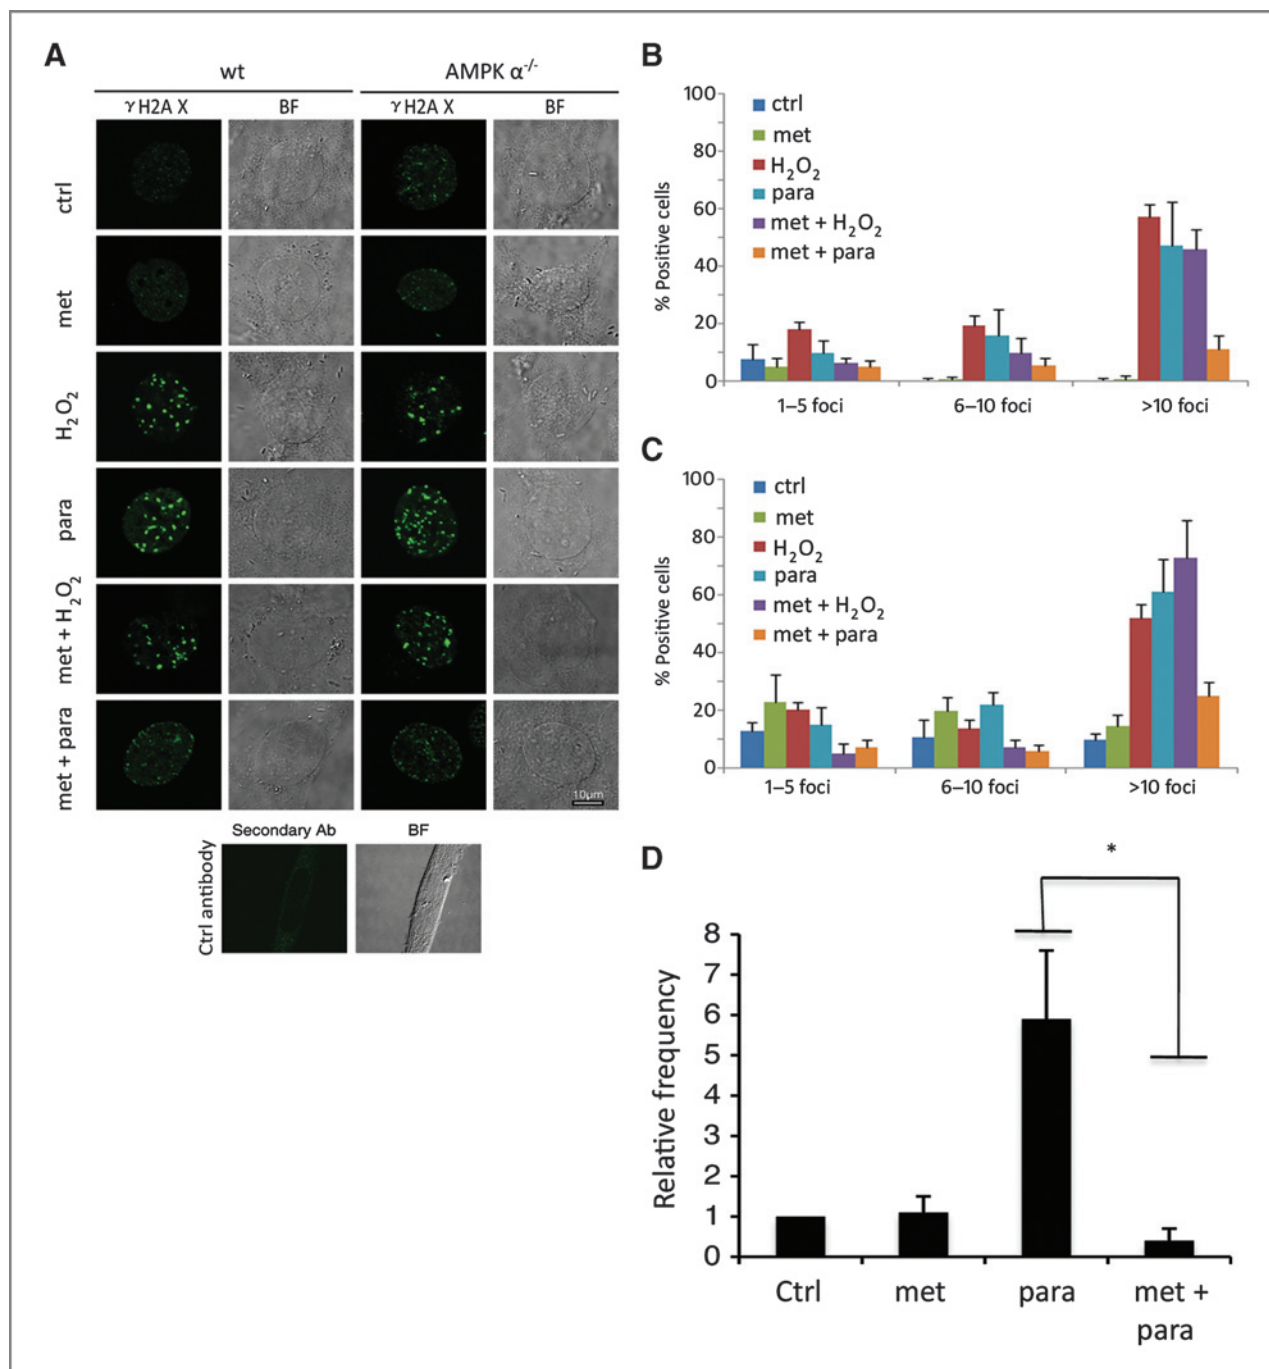 A
wt
AMPK α-/-
γ H2A X
BF
γ H2A X
BF
ctrl
met
H2O2
para
met + H2O2
met + para
10μm
Secondary Ab
BF
Ctrl antibody
B
100
80
60
40
20
0
% Positive cells
ctrl
met
H2O2
para
met + H2O2
met + para
1–5 foci
6–10 foci
>10 foci
C
100
80
60
40
20
0
% Positive cells
ctrl
met
H2O2
para
met + H2O2
met + para
1–5 foci
6–10 foci
>10 foci
D
*
8
7
6
5
4
3
2
1
0
Relative frequency
Ctrl
met
para
met +
para